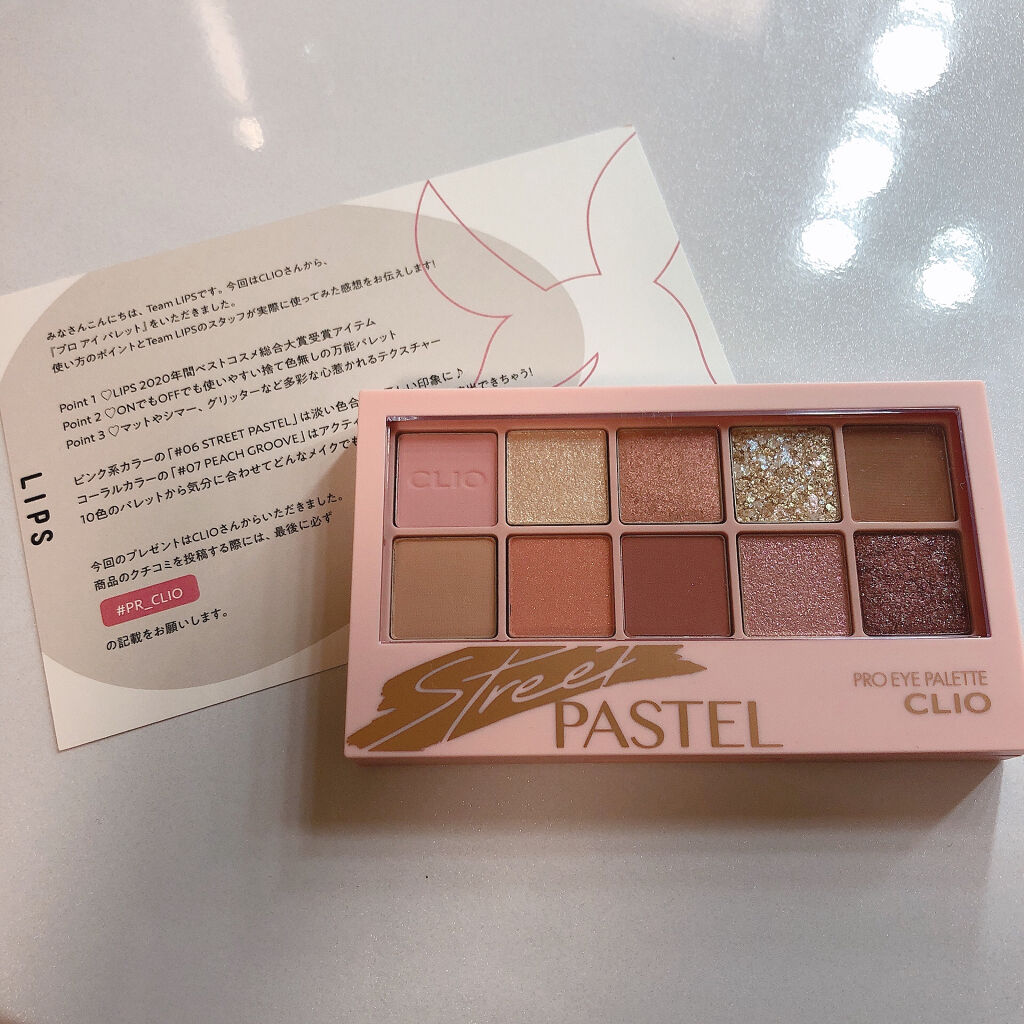 みなさんこんにちは、Team LIPSです。今回はCLIOさんから、
『プロ アイ パレット』をいただきました。
使い方のポイントとTeam LIPSのスタッフが実際に使ってみた感想をお伝えします!
Point 1 ♡LIPS 2020年間ベストコスメ総合大賞受賞アイテム
Point 2 ♡ONでもOFFでも使いやすい捨て色無しの万能パレット
Point 3 ♡マットやシマー、グリッターなど多彩な心惹かれるテクスチャー
ピンク系カラーの「#06 STREET PASTEL」は淡い色合 しい印象に♪
コーラルカラーの「#07 PEACH GROOVE」はアクティ 出できちゃう!
10色のパレットから気分に合わせてどんなメイクでも
今回のプレゼントはCLIOさんからいただきました。
商品のクチコミを投稿する際には、最後に必ず
#PR_CLIO
の記載をお願いします。
LIPS
CLIO
Street
PASTEL
PRO EYE PALETTE
CLIO